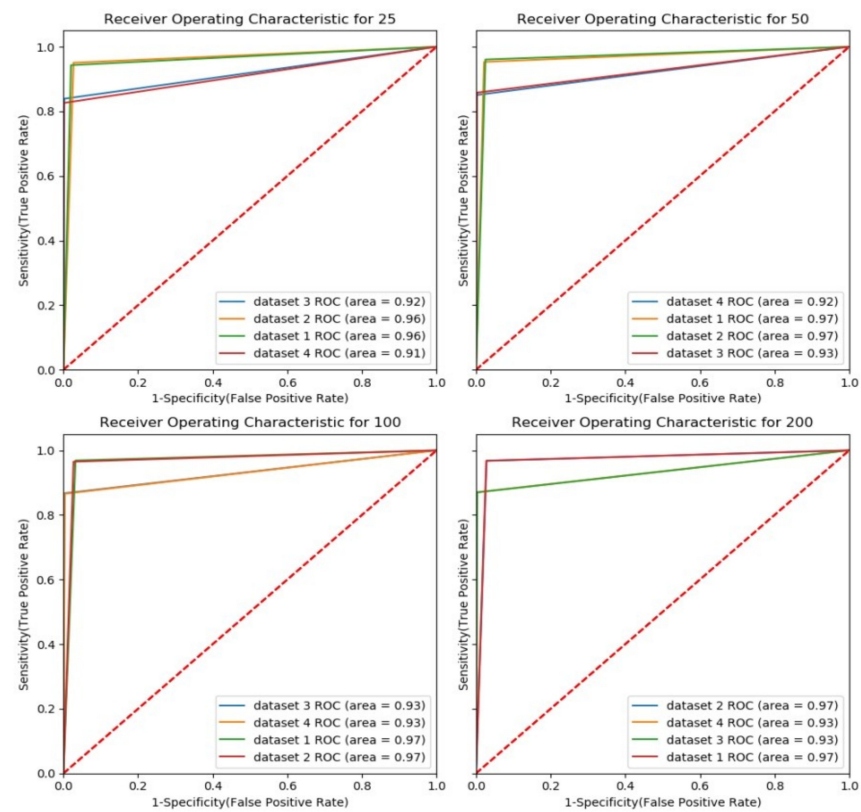 Receiver Operating Characteristic for 25
1.0
0.8
0.6
0.4
0.2
0.0
Sensitivity(True Positive Rate)
dataset 3 ROC (area = 0.92)
dataset 2 ROC (area = 0.96)
dataset 1 ROC (area = 0.96)
dataset 4 ROC (area = 0.91)
0.0 0.2 0.4 0.6 0.8 1.0
1-Specificity(False Positive Rate)
Receiver Operating Characteristic for 50
Sensitivity(True Positive Rate)
dataset 4 ROC (area = 0.92)
dataset 1 ROC (area = 0.97)
dataset 2 ROC (area = 0.97)
dataset 3 ROC (area = 0.93)
0.0 0.2 0.4 0.6 0.8 1.0
1-Specificity(False Positive Rate)
Receiver Operating Characteristic for 100
1.0
0.8
0.6
0.4
0.2
0.0
Sensitivity(True Positive Rate)
dataset 3 ROC (area = 0.93)
dataset 4 ROC (area = 0.93)
dataset 1 ROC (area = 0.97)
dataset 2 ROC (area = 0.97)
0.0 0.2 0.4 0.6 0.8 1.0
1-Specificity(False Positive Rate)
Receiver Operating Characteristic for 200
Sensitivity(True Positive Rate)
dataset 2 ROC (area = 0.97)
dataset 4 ROC (area = 0.93)
dataset 3 ROC (area = 0.93)
dataset 1 ROC (area = 0.97)
0.0 0.2 0.4 0.6 0.8 1.0
1-Specificity(False Positive Rate)